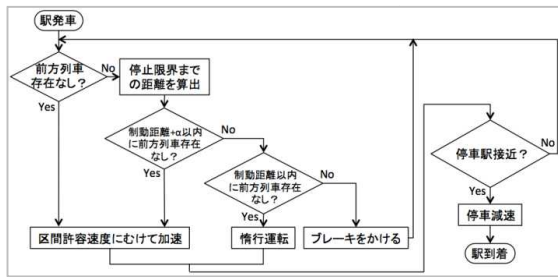 駅発車
前方列車
存在なし？
No
停止限界まで
の距離を算出
Yes
制動距離+α以内
に前方列車存在
なし？
No
制動距離以内
に前方列車存在
なし？
No
停車駅接近？
No
Yes
Yes
Yes
停車減速
区間許容速度にむけて加速
惰行運転
ブレーキをかける
駅到着